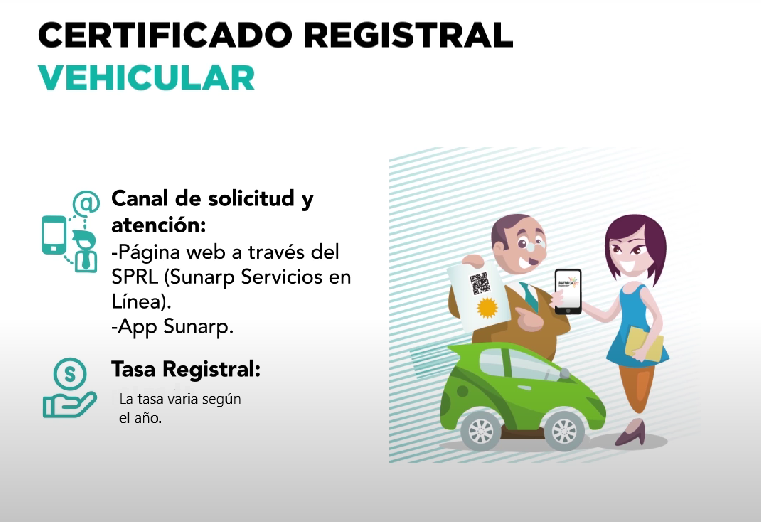 CERTIFICADO REGISTRAL
VEHICULAR
Canal de solicitud y
atención:
-Página web a través del
SPRL (Sunarp Servicios en
Línea).
-App Sunarp.
Tasa Registral:
La tasa varia según
el año.